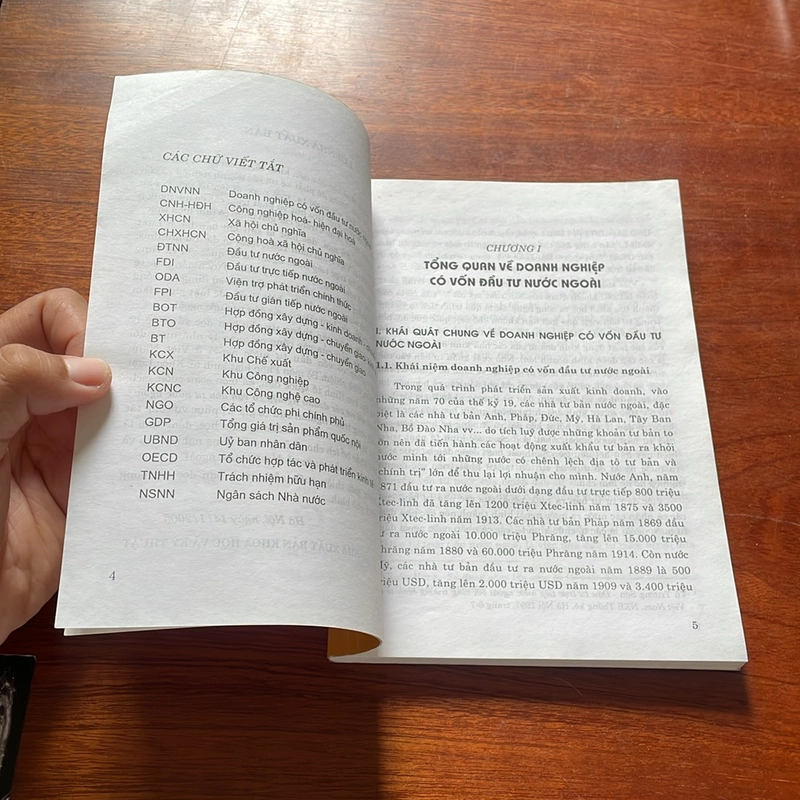 CÁC CHỮ VIẾT TẮT
DNVNN Doanh nghiệp có vốn đầu tư nước
CNH-HĐH Công nghiệp hoá- hiện đại hoá
XHCN Xã hội chủ nghĩa
CHXHCN Công hoà xã hội chủ nghĩa
ĐTNN Đầu tư nước ngoài
FDI Đầu tư trực tiếp nước ngoài
ODA Viện trợ phát triển chính thức
FPI Đầu tư gián tiếp nước ngoài
BOT Hợp đồng xây dựng - kinh doanh -
BTO Hợp đồng xây dựng - chuyển giao-
BT Hợp đồng xây dựng - chuyển giao
KCX Khu Chế xuất
KCN Khu Công nghiệp
KCNC Khu Công nghệ cao
NGO Các tổ chức phi chính phủ
GDP Tổng giá trị sản phẩm quốc nội
UBND Uỷ ban nhân dân
OECD Tổ chức hợp tác và phát triển kinh tế
TNHH Trách nhiệm hữu hạn
NSNN Ngân sách Nhà nước
4
CHƯƠNG I
TỔNG QUAN VỀ DOANH NGHIỆP
CÓ VỐN ĐẦU TƯ NƯỚC NGOÀI
I. KHÁI QUÁT CHUNG VỀ DOANH NGHIỆP CÓ VỐN ĐẦU TƯ
NƯỚC NGOÀI
1.1. Khái niệm doanh nghiệp có vốn đầu tư nước ngoài
Trong quá trình phát triển sản xuất kinh doanh, vào
những năm 70 của thế kỷ 19, các nhà tư bản nước ngoài, đặc
biệt là các nhà tư bản Anh, Pháp, Đức, Mỹ, Hà Lan, Tây Ban
Nha, Bồ Đào Nha vv... do tích luỹ được những khoản tư bản to
lớn nên đã tiến hành các hoạt động xuất khẩu tư bản ra khỏi
nước mình tới những nước có chênh lệch địa tô tư bản và
chính trị" lớn để thu lại lợi nhuận cho mình. Nước Anh, năm
1871 đầu tư ra nước ngoài dưới dạng đầu tư trực tiếp 800 triệu
triệu Xtec-linh đã tăng lên 1200 triệu Xtec-linh năm 1875 và 3500
triệu Xtec-linh năm 1913. Các nhà tư bản Pháp năm 1869 đầu
tư ra nước ngoài 10.000 triệu Phrăng, tăng lên 15.000 triệu
Phrăng năm 1880 và 60.000 triệu Phrăng năm 1914. Còn nước
Mỹ, các nhà tư bản đầu tư ra nước ngoài năm 1889 là 500
triệu USD, tăng lên 2.000 triệu USD năm 1909 và 3.400 triệu
5